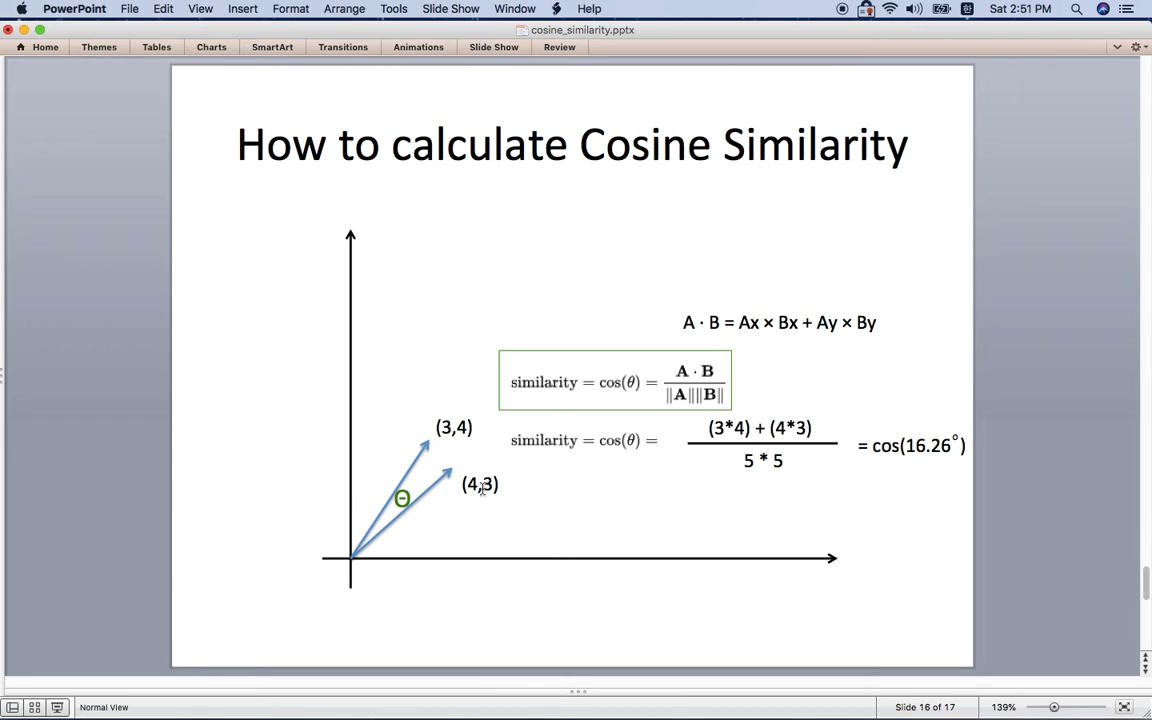 PowerPoint File Edit View Insert Format Arrange Tools Slide Show Window Help Sat 2:51 PM
cosine_similarity.pptx
Home Themes Tables Charts SmartArt Transitions Animations Slide Show Review
How to calculate Cosine Similarity
A · B = Ax × Bx + Ay × By
similarity = cos(θ) = A · B / ‖A‖‖B‖
(3,4)
similarity = cos(θ) = (3*4) + (4*3) / 5 * 5 = cos(16.26°)
(4,3)
Θ
Normal View Slide 16 of 17 139%